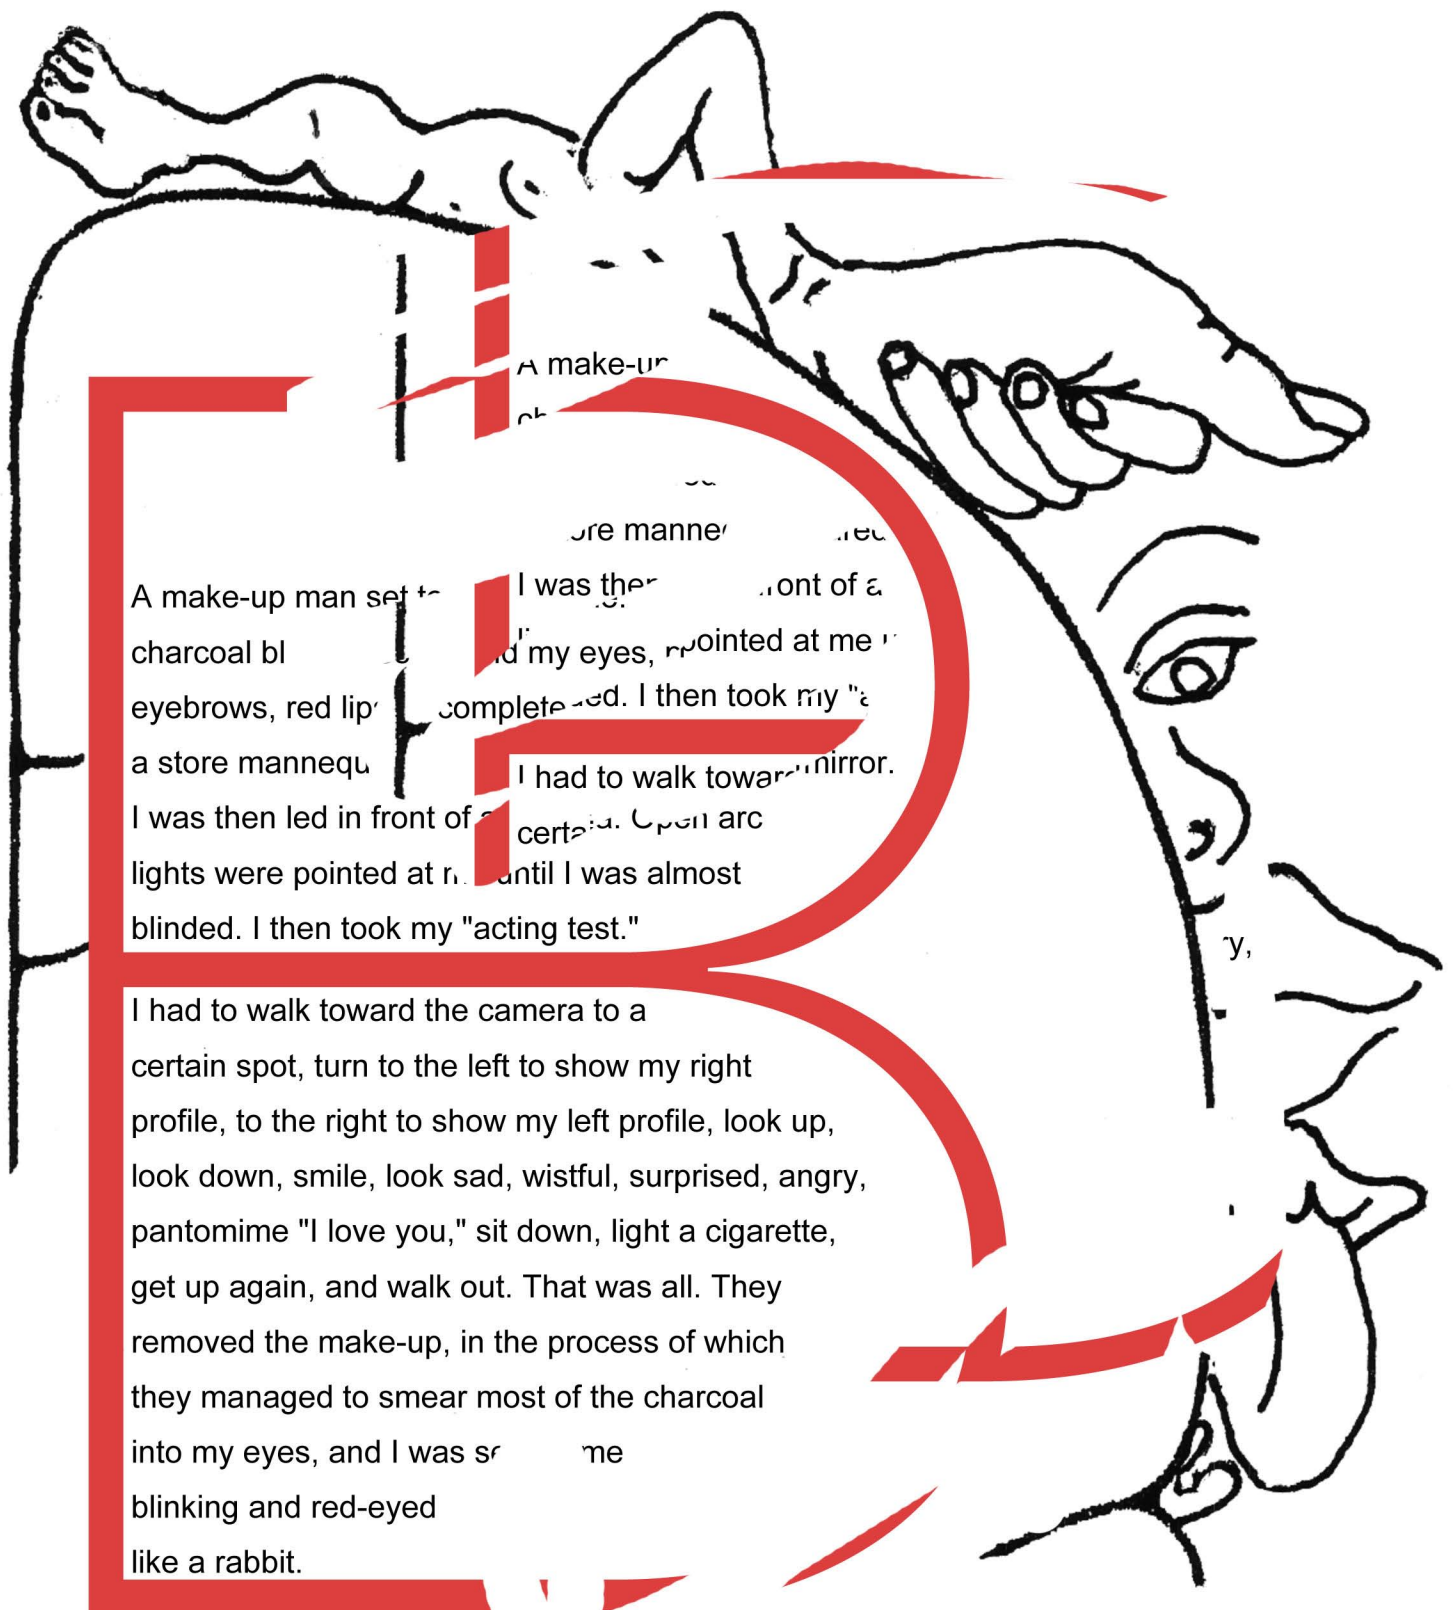 A make-up
I was of a
pointed at me
I then took my
I had to walk mirror.
A make-up man set
charcoal my eyes,
eyebrows, red complete
a store
I was then led in front of arc
lights were pointed at until I was almost
blinded. I then took my "acting test."
I had to walk toward the camera to a
certain spot, turn to the left to show my right
profile, to the right to show my left profile, look up,
look down, smile, look sad, wistful, surprised, angry,
pantomime "I love you," sit down, light a cigarette,
get up again, and walk out. That was all. They
removed the make-up, in the process of which
they managed to smear most of the charcoal
into my eyes, and I was
blinking and red-eyed
like a rabbit.